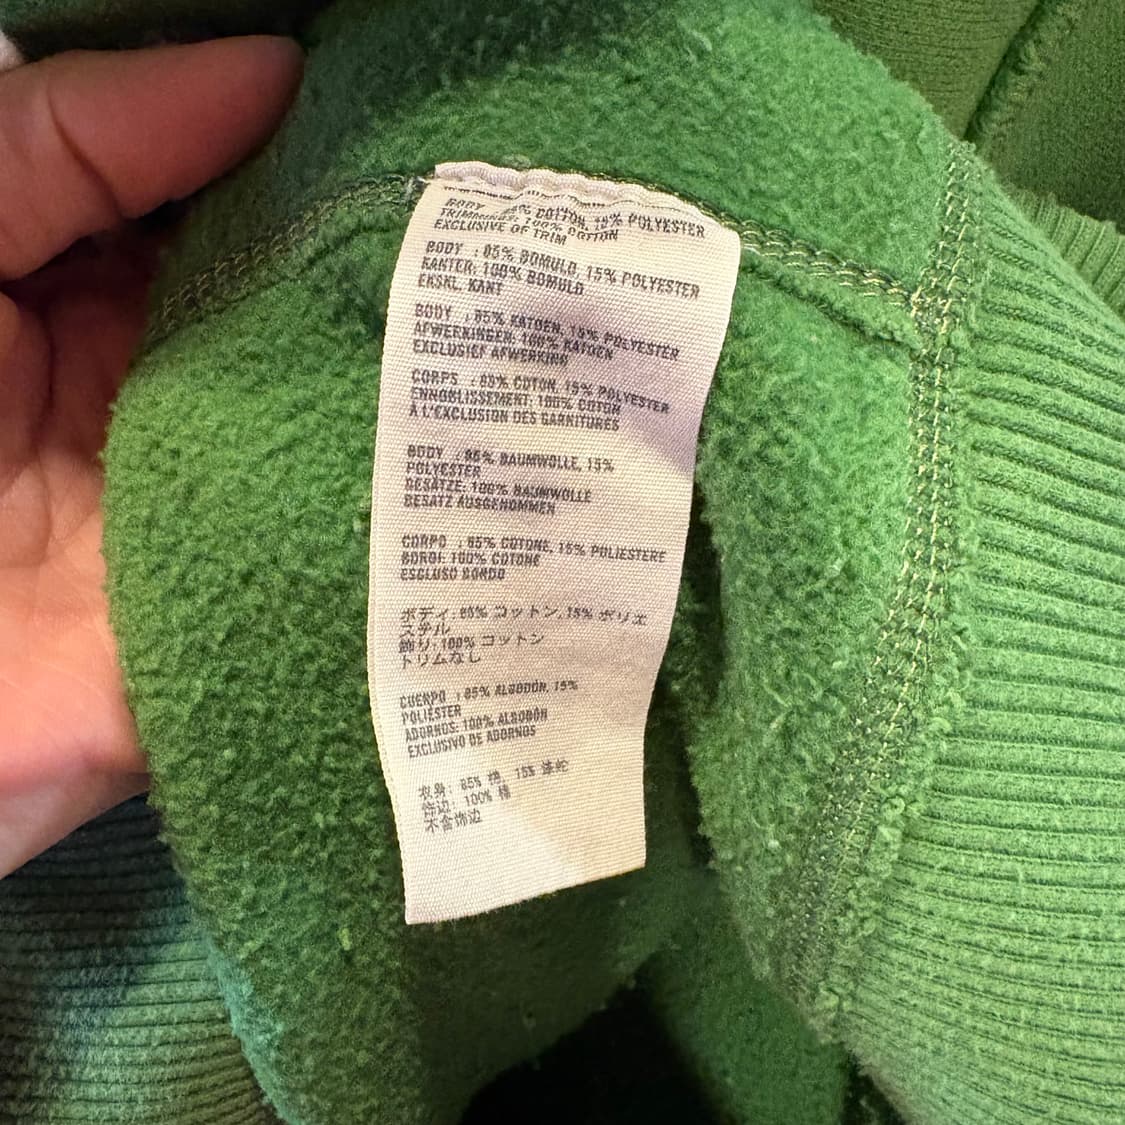 BODY : 85% COTTON, 15% POLYESTER
TRIMMINGS: 100% COTTON
EXCLUSIVE OF TRIM
BODY : 85% BOMULD, 15% POLYESTER
KANTER: 100% BOMULD
EKSKL. KANT
BODY : 85% KATOEN, 15% POLYESTER
AFWERKINGEN: 100% KATOEN
EXCLUSIEF AFWERKING
CORPS : 85% COTON, 15% POLYESTER
ENNOBLISSEMENT: 100% COTON
À L'EXCLUSION DES GARNITURES
BODY : 85% BAUMWOLLE, 15%
POLYESTER
BESÄTZE: 100% BAUMWOLLE
BESATZ AUSGENOMMEN
CORPO : 85% COTONE, 15% POLIESTERE
BORDI: 100% COTONE
ESCLUSO BORDO
ボディ: 85% コットン, 15% ポリエ
ステル
飾り: 100% コットン
トリムなし
CUERPO : 85% ALGODÓN, 15%
POLIÉSTER
ADORNOS: 100% ALGODÓN
EXCLUSIVO DE ADORNOS
衣身: 85% 棉, 15% 涤纶
饰边: 100% 棉
不含饰边